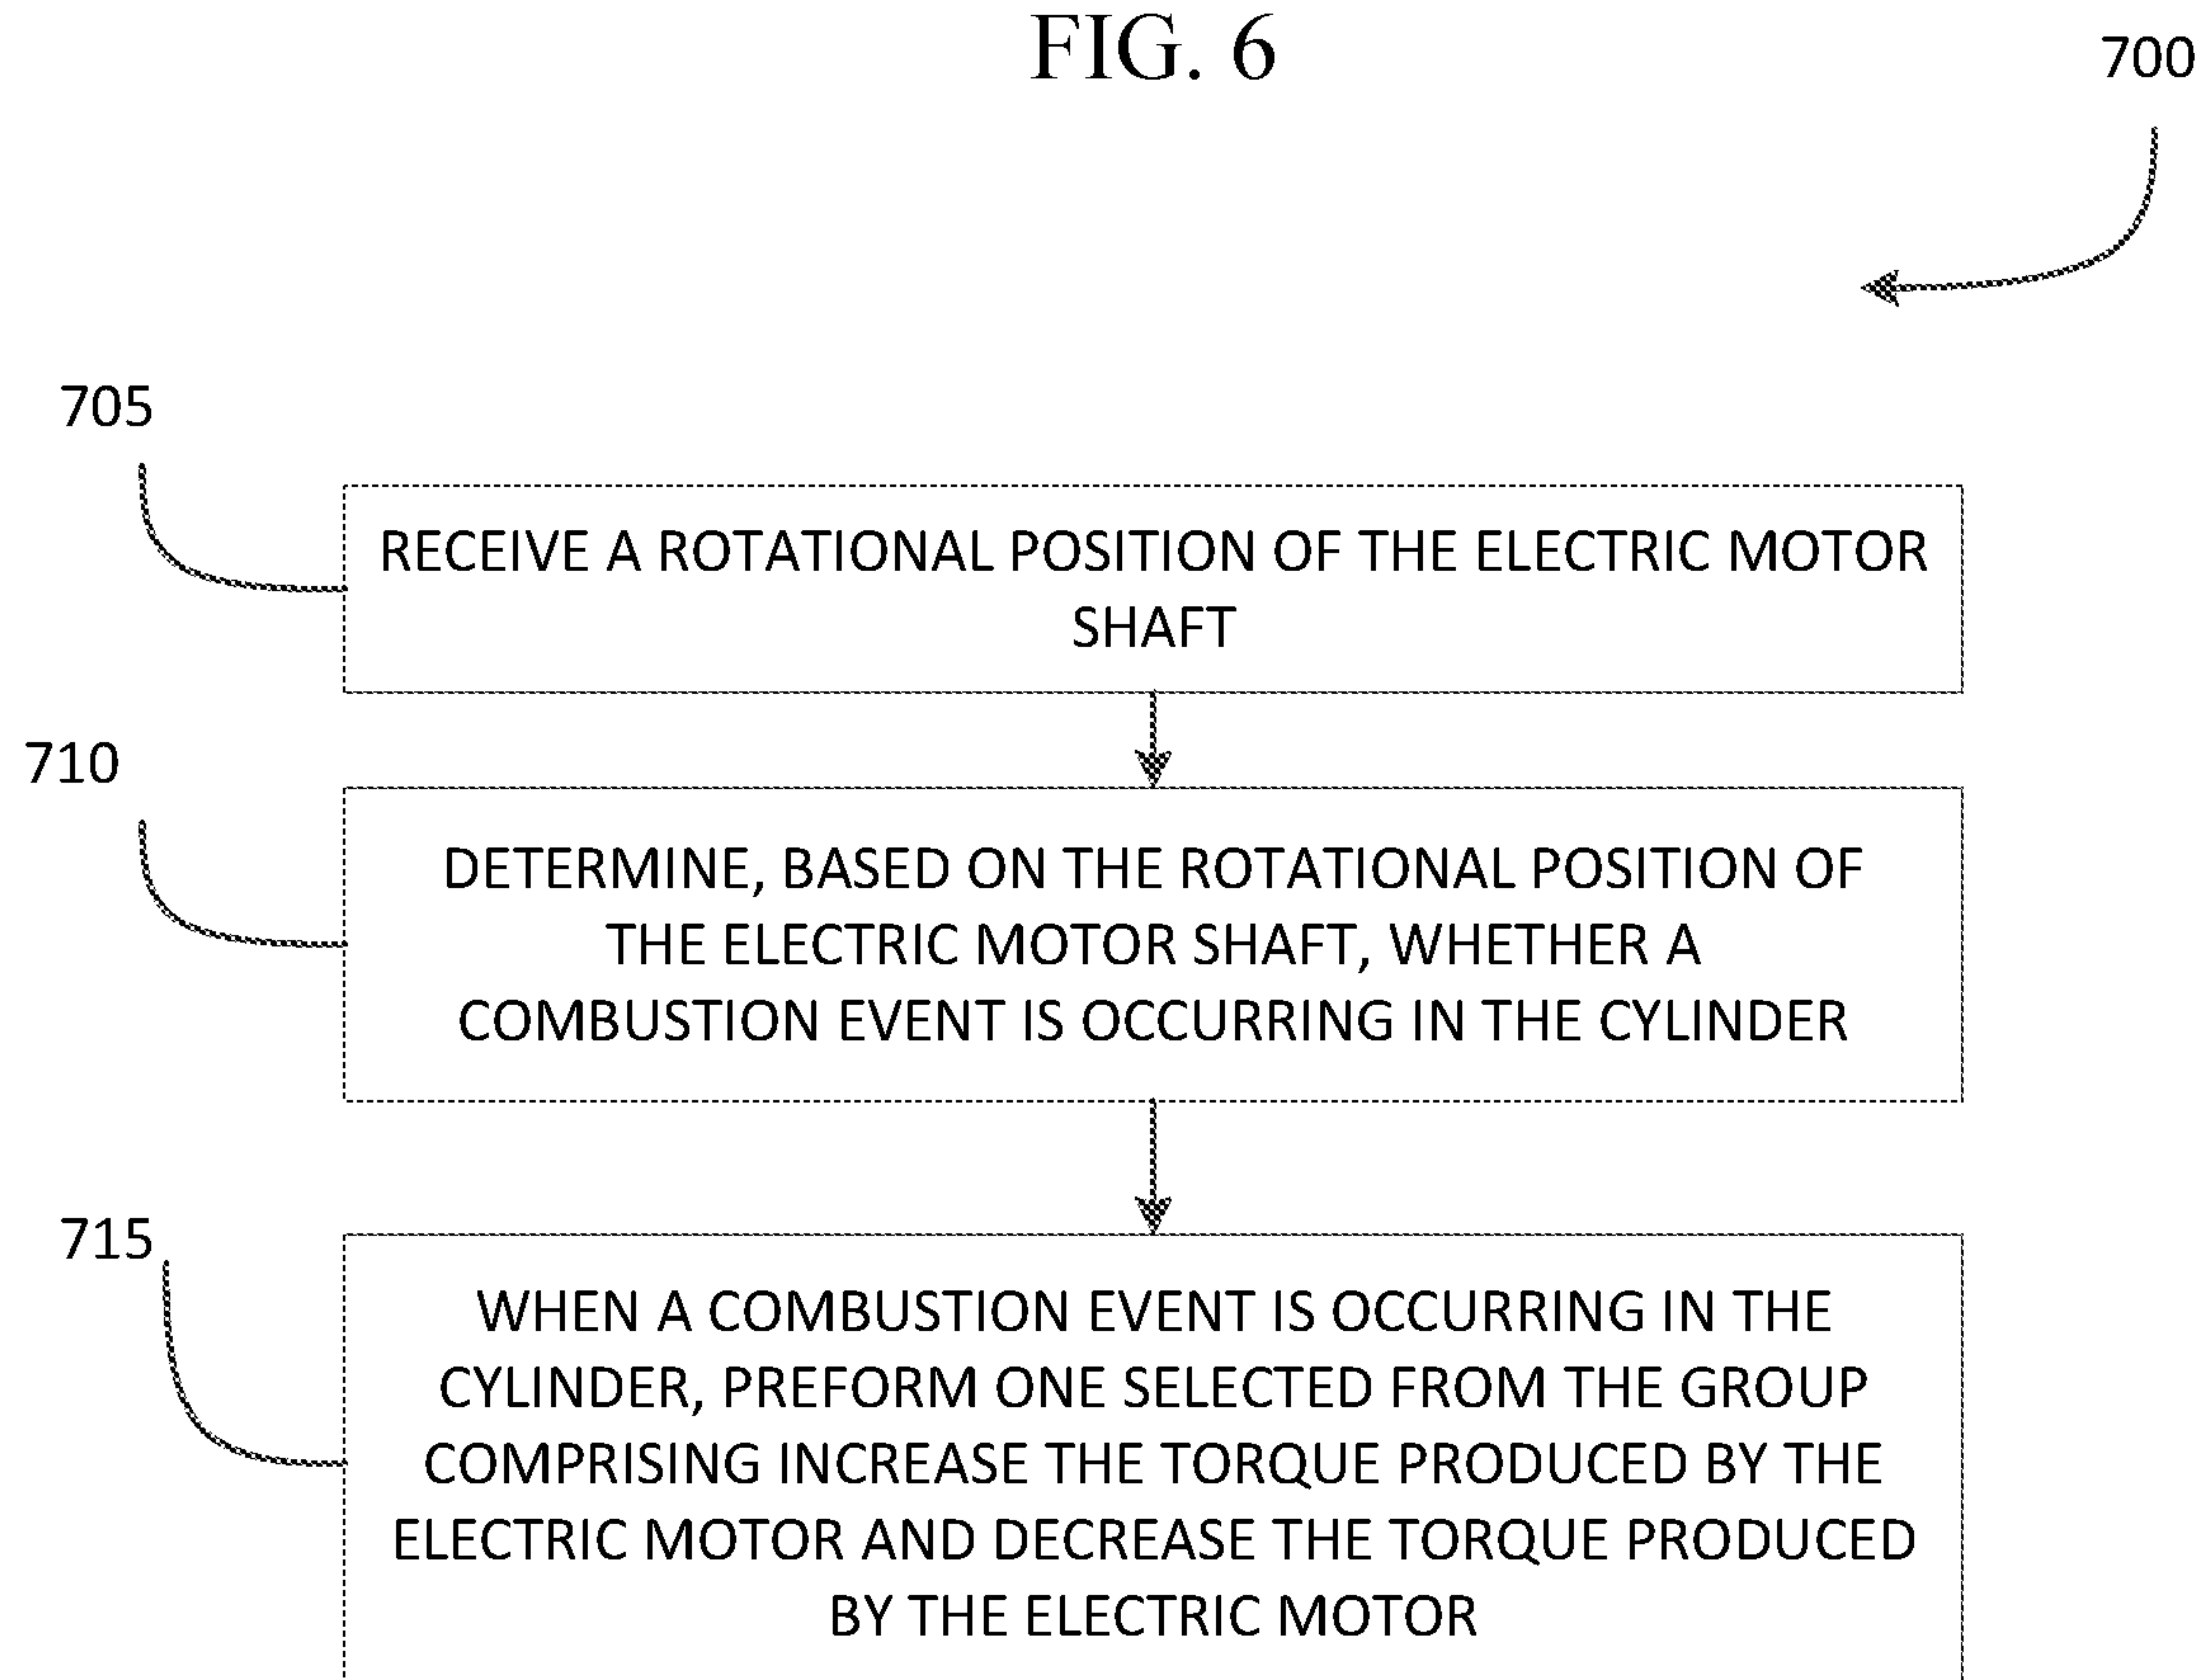 FIG. 6
700
705
RECEIVE A ROTATIONAL POSITION OF THE ELECTRIC MOTOR
SHAFT
710
DETERMINE, BASED ON THE ROTATIONAL POSITION OF
THE ELECTRIC MOTOR SHAFT, WHETHER A
COMBUSTION EVENT IS OCCURRING IN THE CYLINDER
715
WHEN A COMBUSTION EVENT IS OCCURRING IN THE
CYLINDER, PREFORM ONE SELECTED FROM THE GROUP
COMPRISING INCREASE THE TORQUE PRODUCED BY THE
ELECTRIC MOTOR AND DECREASE THE TORQUE PRODUCED
BY THE ELECTRIC MOTOR